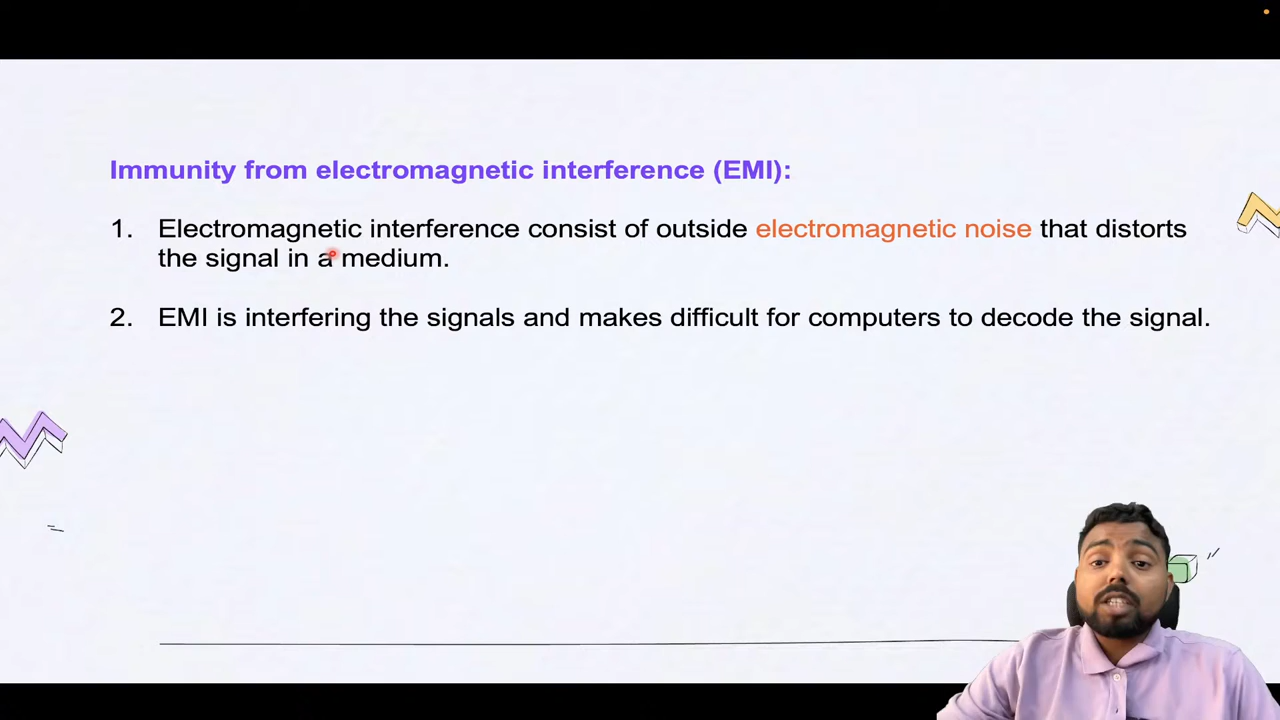 Immunity from electromagnetic interference (EMI):
1. Electromagnetic interference consist of outside electromagnetic noise that distorts
the signal in a medium.
2. EMI is interfering the signals and makes difficult for computers to decode the signal.